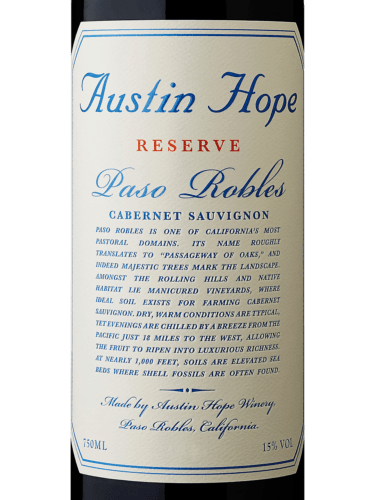 Austin Hope
RESERVE
Paso Robles
CABERNET SAUVIGNON
PASO ROBLES IS ONE OF CALIFORNIA'S MOST
PASTORAL DOMAINS. ITS NAME ROUGHLY
TRANSLATES TO "PASSAGEWAY OF OAKS," AND
INDEED MAJESTIC TREES MARK THE LANDSCAPE.
AMONGST THE ROLLING HILLS AND NATIVE
HABITAT LIE MANICURED VINEYARDS, WHERE
IDEAL SOIL EXISTS FOR FARMING CABERNET
SAUVIGNON. DRY, WARM CONDITIONS ARE TYPICAL,
YET EVENINGS ARE CHILLED BY A BREEZE FROM THE
PACIFIC JUST 18 MILES TO THE WEST, ALLOWING
THE FRUIT TO RIPEN INTO LUXURIOUS RICHNESS.
AT NEARLY 1,000 FEET, SOILS ARE ELEVATED SEA
BEDS WHERE SHELL FOSSILS ARE OFTEN FOUND.
Made by Austin Hope Winery,
Paso Robles, California.
750ML 15% VOL